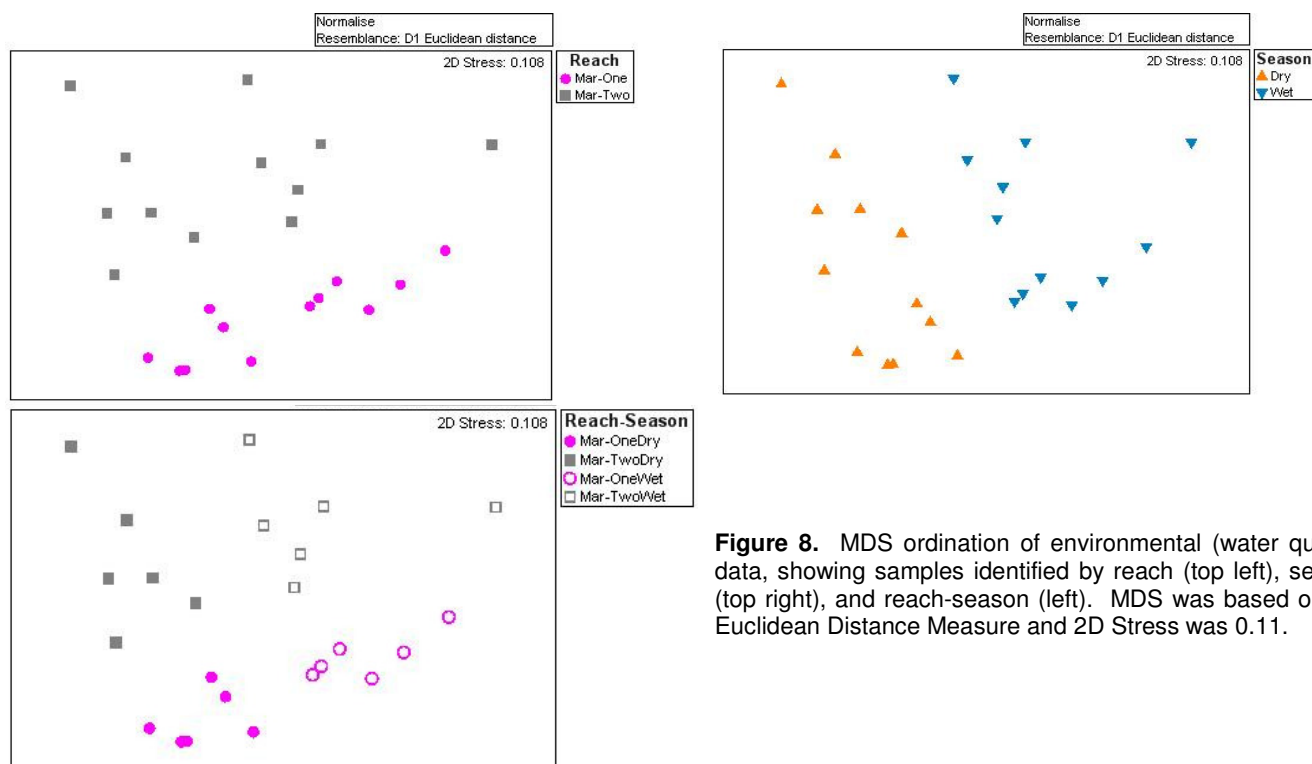 Normalise
Resemblance: D1 Euclidean distance
2D Stress: 0.108
Reach
Mar-One
Mar-Two
Normalise
Resemblance: D1 Euclidean distance
2D Stress: 0.108
Season
Dry
Wet
2D Stress: 0.108
Reach-Season
Mar-OneDry
Mar-TwoDry
Mar-OneWet
Mar-TwoWet
Figure 8. MDS ordination of environmental (water qu
data, showing samples identified by reach (top left), se
(top right), and reach-season (left). MDS was based o
Euclidean Distance Measure and 2D Stress was 0.11.